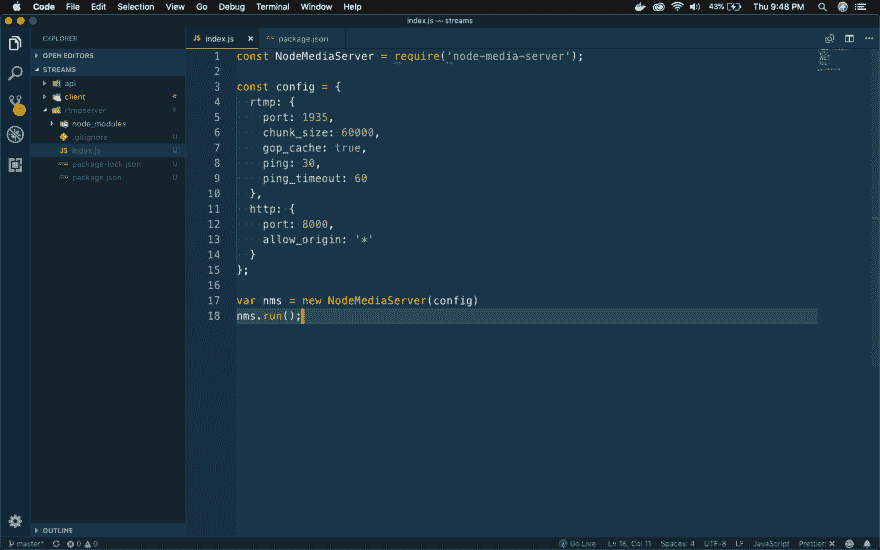 Code File Edit Selection View Go Debug Terminal Window Help 43% Thu 9:48 PM
index.js — streams
EXPLORER
OPEN EDITORS
STREAMS
api
client
rtmpserver
node_modules
.gitignore U
JS index.js U
package-lock.json U
package.json U
OUTLINE
JS index.js × package.json
1 const NodeMediaServer = require('node-media-server');
2
3 const config = {
4 rtmp: {
5 port: 1935,
6 chunk_size: 60000,
7 gop_cache: true,
8 ping: 30,
9 ping_timeout: 60
10 },
11 http: {
12 port: 8000,
13 allow_origin: '*'
14 }
15 };
16
17 var nms = new NodeMediaServer(config)
18 nms.run();
master* 0 0 Go Live Ln 18, Col 11 Spaces: 4 UTF-8 LF JavaScript Prettier: ×